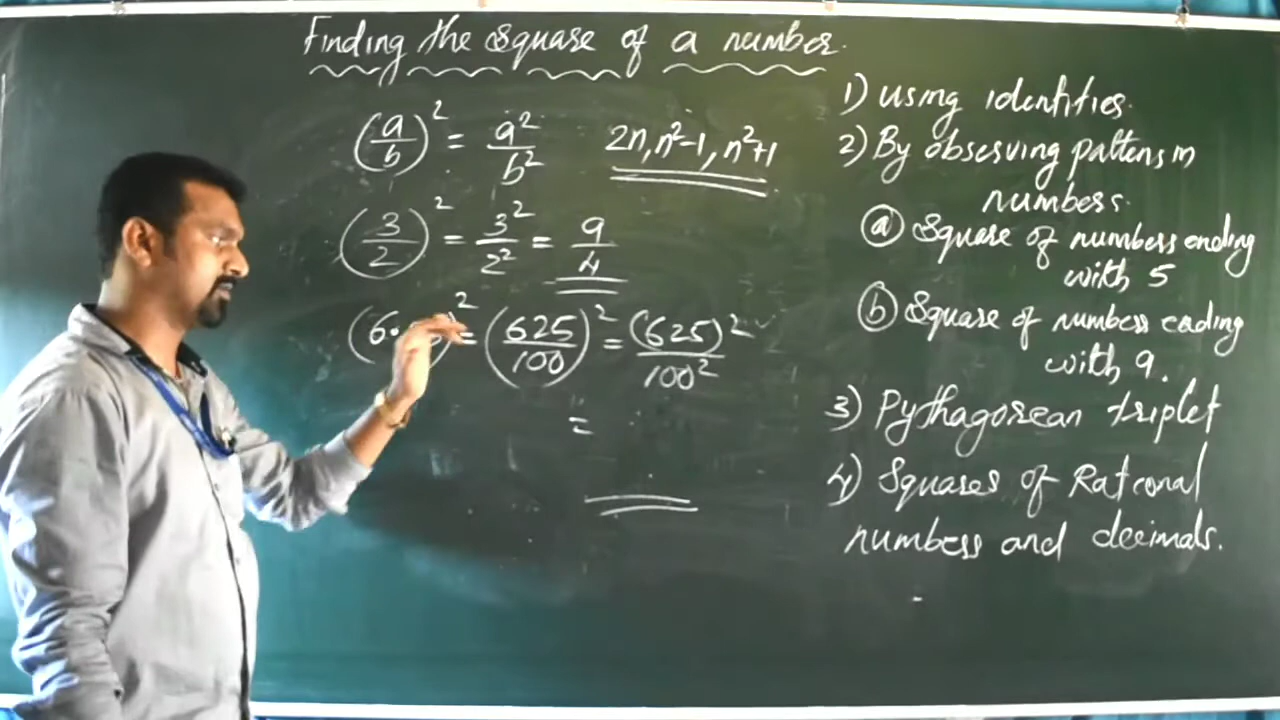 Finding the square of a number.
(a/b)² = a²/b²
2n, n²-1, n²+1
(3/2)² = 3²/2² = 9/4
(6. )² = (625/100)² = (625)²/100²
=
1) Using identities.
2) By observing patterns in
numbers.
ⓐ Square of numbers ending
with 5
ⓑ Square of numbers ending
with 9.
3) Pythagorean triplet
4) Squares of Rational
numbers and decimals.